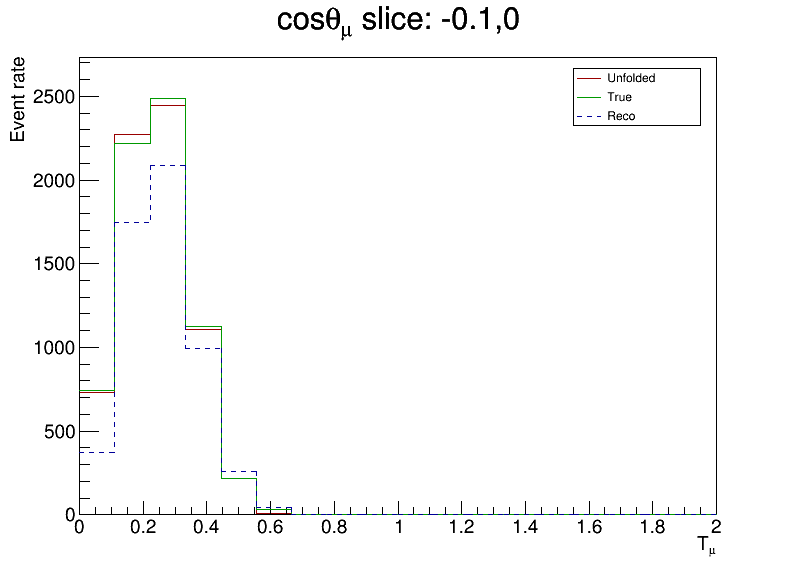 cosθμ slice: -0.1,0
Event rate
2500
2000
1500
1000
500
0
Unfolded
True
Reco
0 0.2 0.4 0.6 0.8 1 1.2 1.4 1.6 1.8 2
Tμ